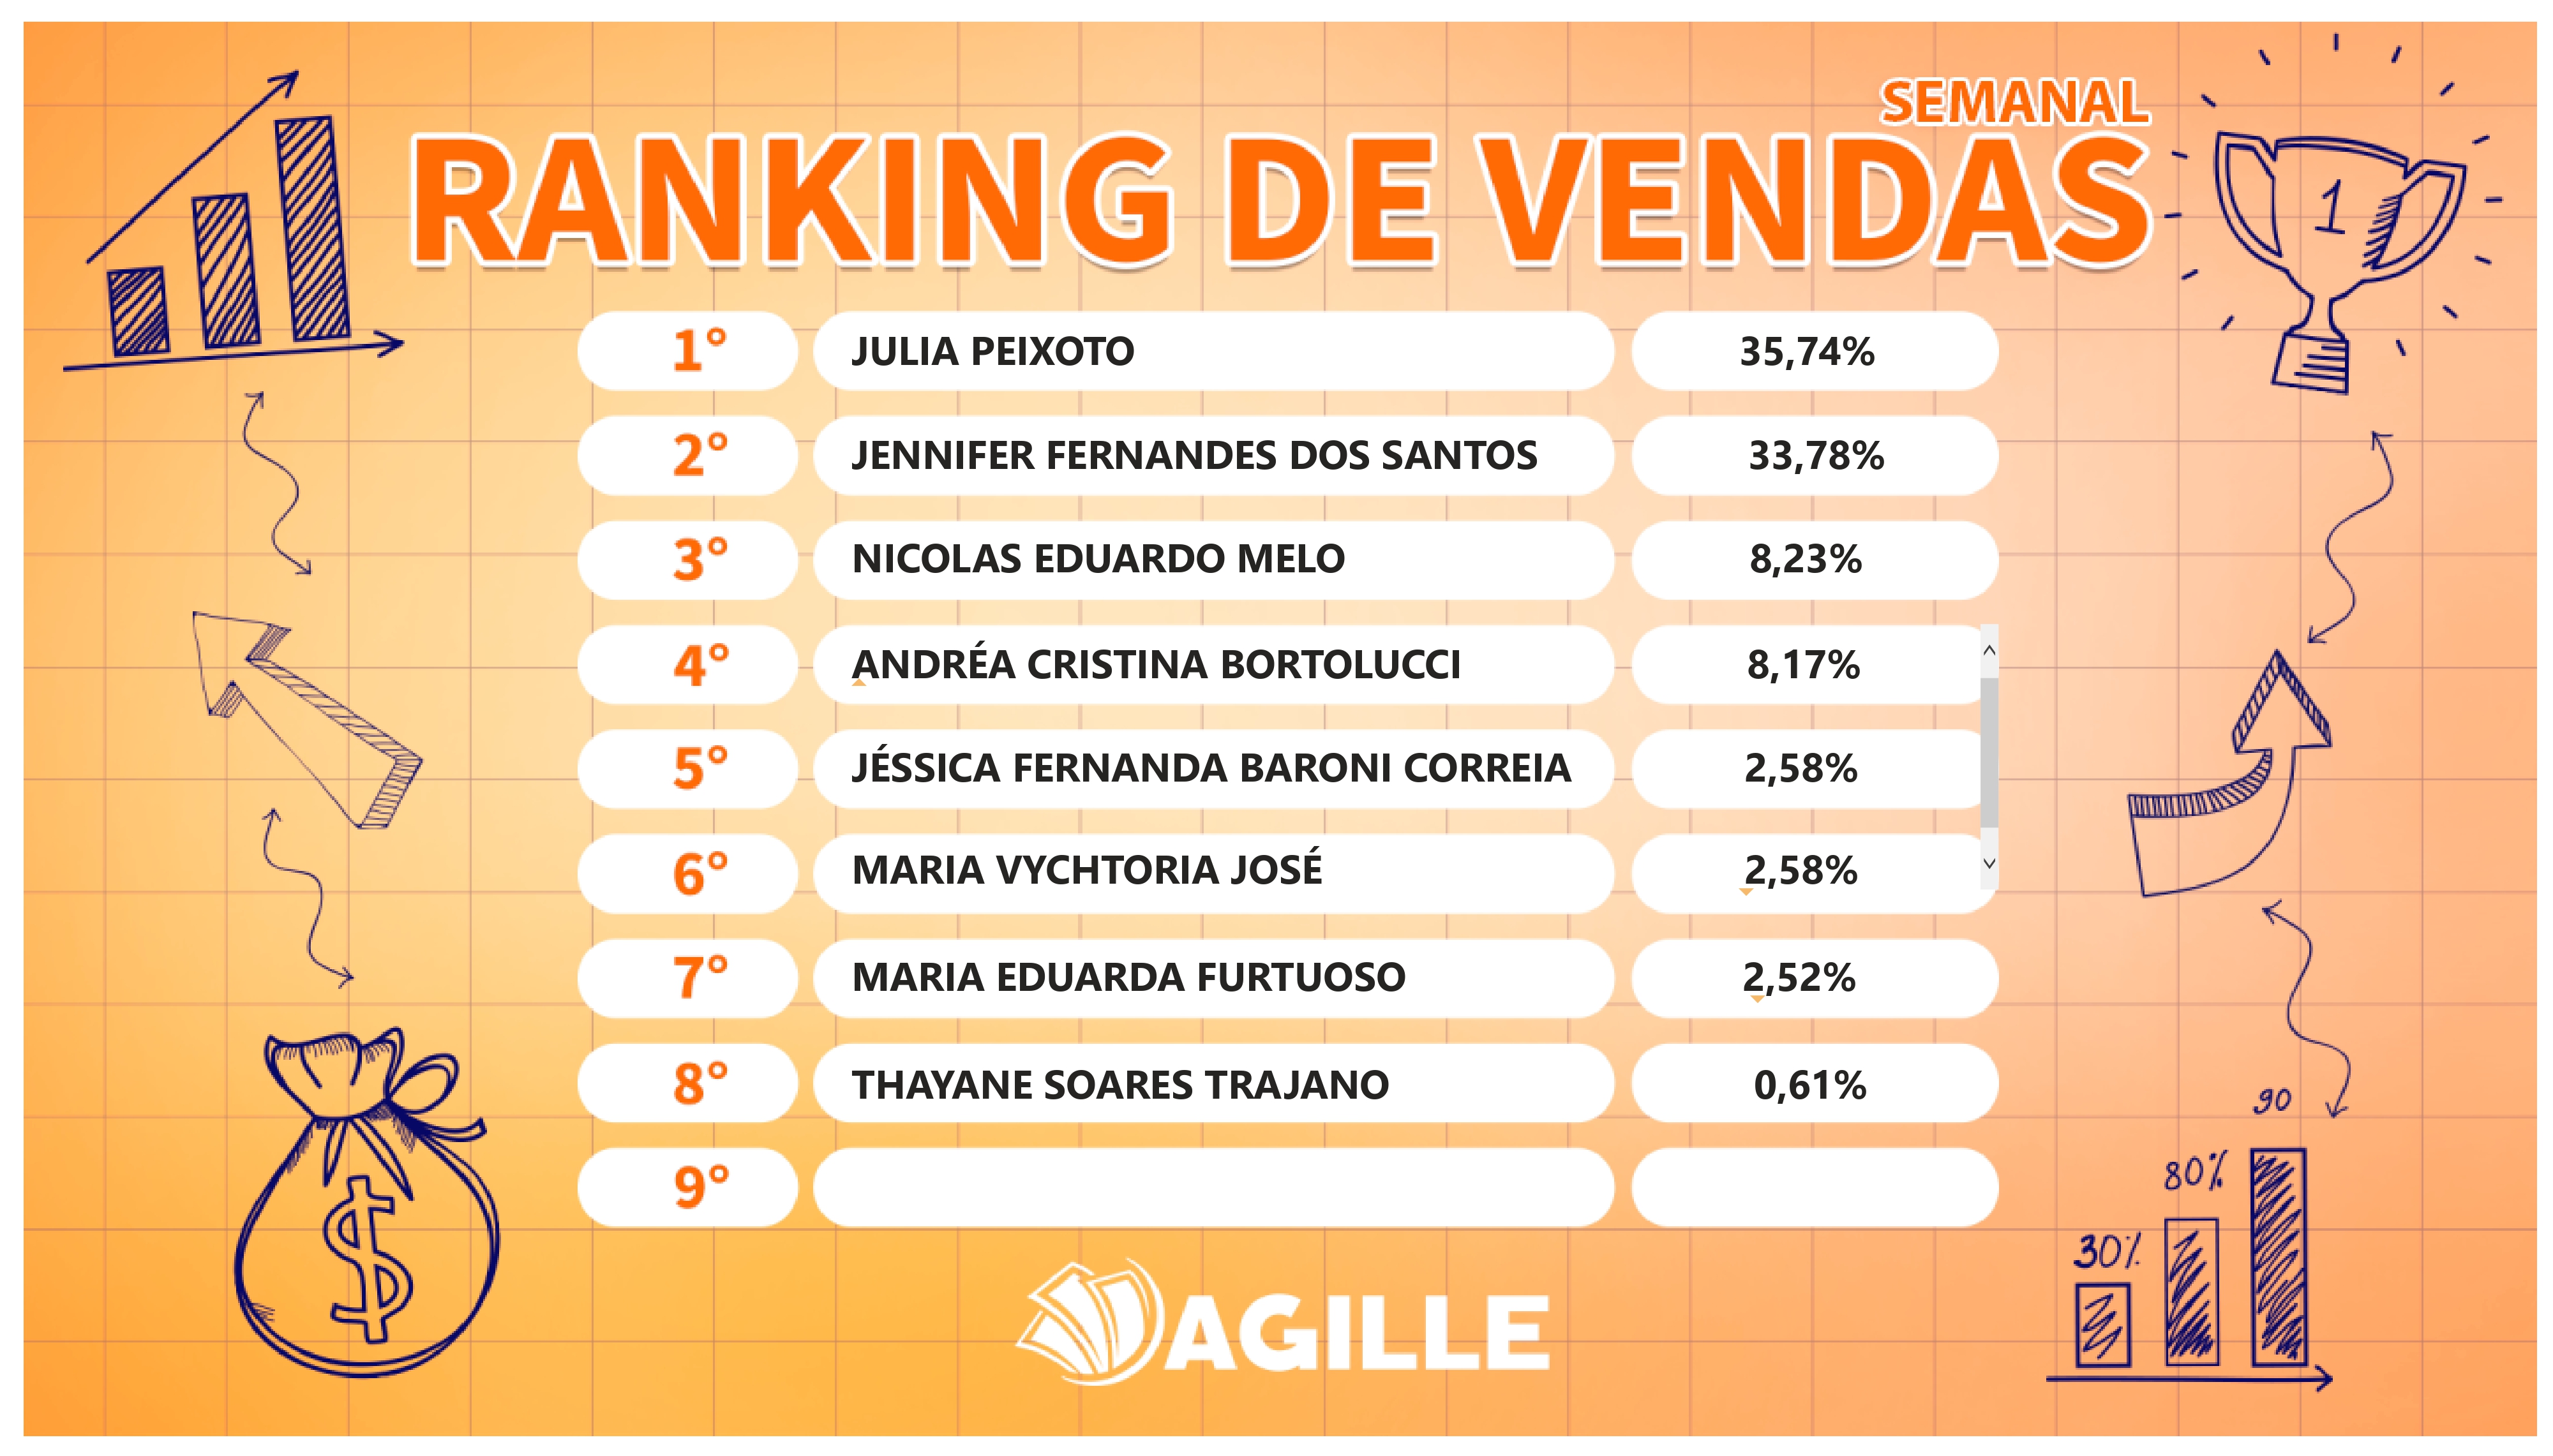 SEMANAL
RANKING DE VENDAS
1
1° JULIA PEIXOTO 35,74%
2° JENNIFER FERNANDES DOS SANTOS 33,78%
3° NICOLAS EDUARDO MELO 8,23%
4° ANDRÉA CRISTINA BORTOLUCCI 8,17%
5° JÉSSICA FERNANDA BARONI CORREIA 2,58%
6° MARIA VYCHTORIA JOSÉ 2,58%
7° MARIA EDUARDA FURTUOSO 2,52%
8° THAYANE SOARES TRAJANO 0,61%
9°
$
90
80%
30%
AGILLE